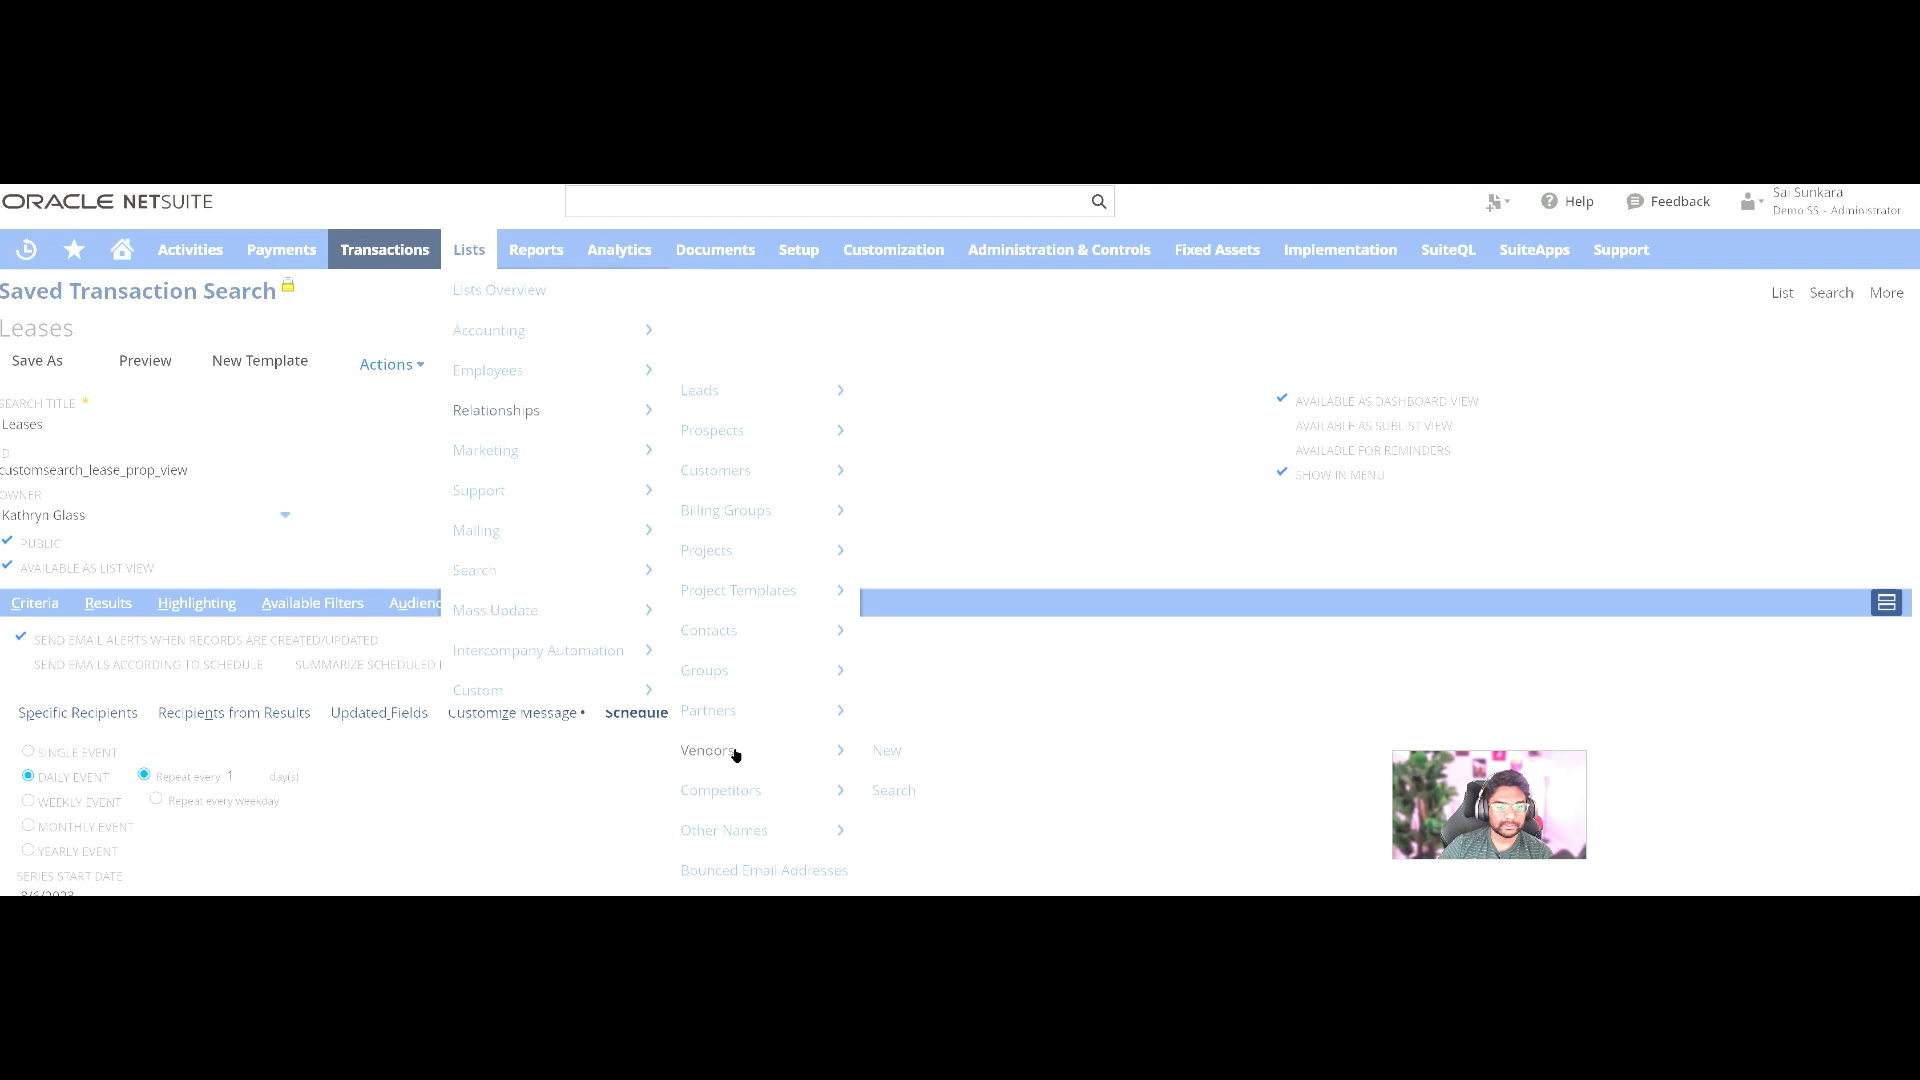 ORACLE NETSUITE
Help
Feedback
Sai Sunkara
Demo SS - Administrator
Activities Payments Transactions Lists Reports Analytics Documents Setup Customization Administration & Controls Fixed Assets Implementation SuiteQL SuiteApps Support
Saved Transaction Search
List Search More
Leases
Save As Preview New Template Actions
SEARCH TITLE *
Leases
ID
customsearch_lease_prop_view
OWNER
Kathryn Glass
PUBLIC
AVAILABLE AS LIST VIEW
AVAILABLE AS DASHBOARD VIEW
AVAILABLE AS SUBLIST VIEW
AVAILABLE FOR REMINDERS
SHOW IN MENU
Lists Overview
Accounting
Employees
Relationships
Marketing
Support
Mailing
Search
Mass Update
Intercompany Automation
Custom
Leads
Prospects
Customers
Billing Groups
Projects
Project Templates
Contacts
Groups
Partners
Vendors
Competitors
Other Names
Bounced Email Addresses
New
Search
Criteria Results Highlighting Available Filters Audienc
SEND EMAIL ALERTS WHEN RECORDS ARE CREATED/UPDATED
SEND EMAILS ACCORDING TO SCHEDULE SUMMARIZE SCHEDULED
Specific Recipients Recipients from Results Updated Fields Customize Message • Schedule
SINGLE EVENT
DAILY EVENT Repeat every 1 day(s)
WEEKLY EVENT Repeat every weekday
MONTHLY EVENT
YEARLY EVENT
SERIES START DATE
8/6/2023